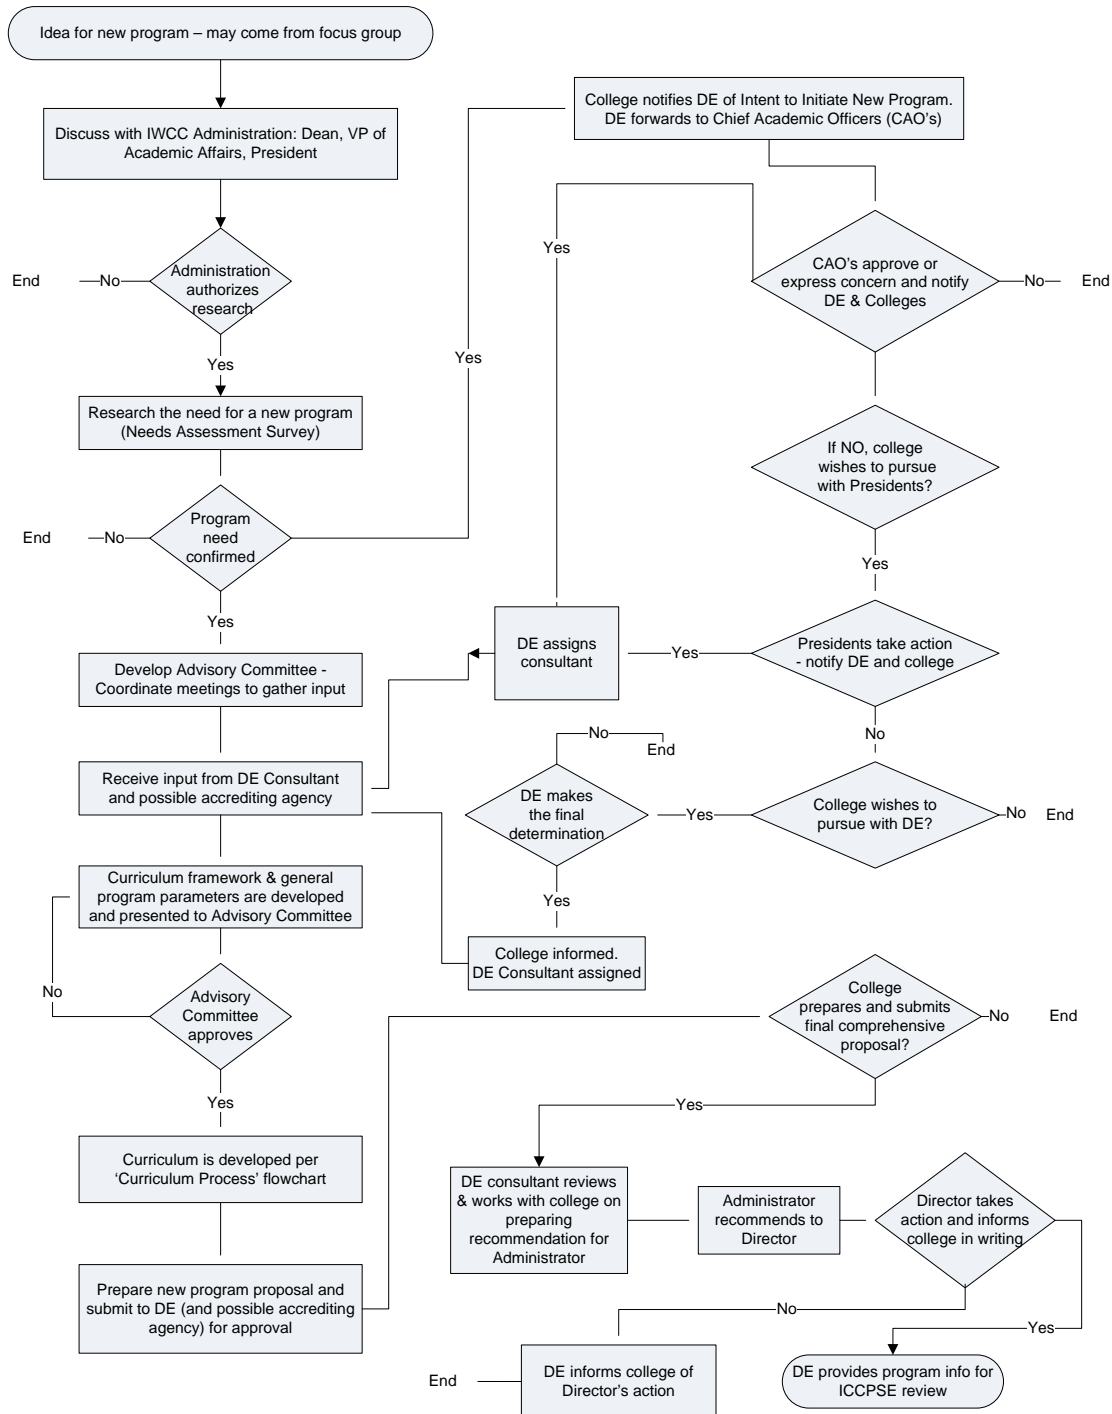 Idea for new program – may come from focus group
Discuss with IWCC Administration: Dean, VP of
Academic Affairs, President
Administration
authorizes
research
No
End
Yes
Research the need for a new program
(Needs Assessment Survey)
Program
need
confirmed
No
End
Yes
Yes
Develop Advisory Committee -
Coordinate meetings to gather input
Receive input from DE Consultant
and possible accrediting agency
Curriculum framework & general
program parameters are developed
and presented to Advisory Committee
No
Advisory
Committee
approves
Yes
Curriculum is developed per
‘Curriculum Process’ flowchart
Prepare new program proposal and
submit to DE (and possible accrediting
agency) for approval
College notifies DE of Intent to Initiate New Program.
DE forwards to Chief Academic Officers (CAO's)
Yes
CAO's approve or
express concern and notify
DE & Colleges
No
End
If NO, college
wishes to pursue
with Presidents?
Yes
Presidents take action
- notify DE and college
Yes
DE assigns
consultant
No
College wishes to
pursue with DE?
No
End
Yes
DE makes
the final
determination
No
End
Yes
College informed.
DE Consultant assigned
College
prepares and submits
final comprehensive
proposal?
No
End
Yes
DE consultant reviews
& works with college on
preparing
recommendation for
Administrator
Administrator
recommends to
Director
Director takes
action and informs
college in writing
No
Yes
DE informs college of
Director's action
End
DE provides program info for
ICCPSE review